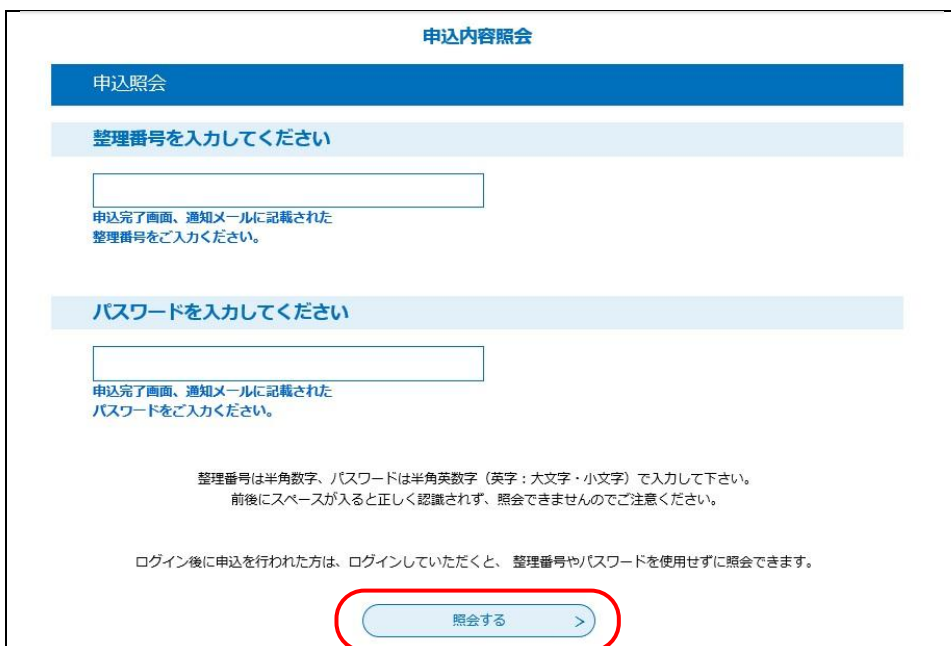 申込内容照会
申込照会
整理番号を入力してください
申込完了画面、通知メールに記載された
整理番号をご入力ください。
パスワードを入力してください
申込完了画面、通知メールに記載された
パスワードをご入力ください。
整理番号は半角数字、パスワードは半角英数字（英字：大文字・小文字）で入力して下さい。
前後にスペースが入ると正しく認識されず、照会できませんのでご注意ください。
ログイン後に申込を行われた方は、ログインしていただくと、 整理番号やパスワードを使用せずに照会できます。
照会する >